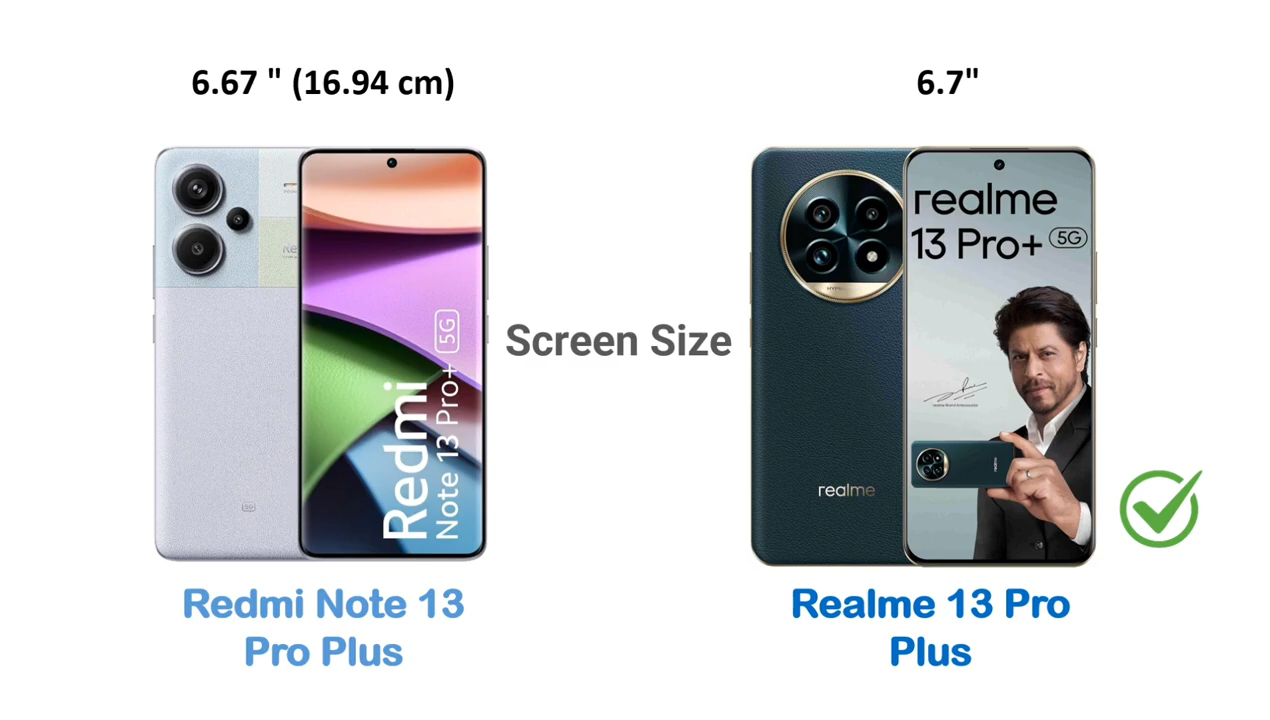 6.67 " (16.94 cm)
6.7"
realme
13 Pro+ 5G
Screen Size
Redmi
Note 13 Pro+ 5G
realme
Redmi Note 13
Pro Plus
Realme 13 Pro
Plus